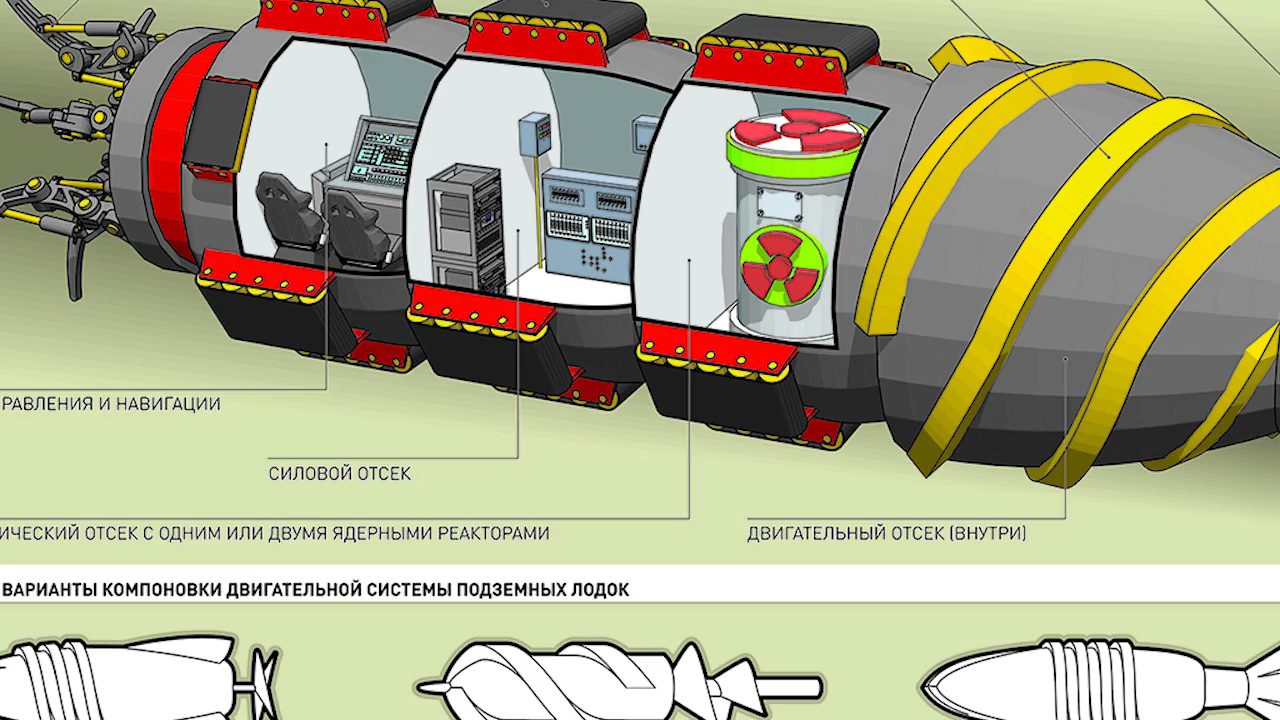 РАВЛЕНИЯ И НАВИГАЦИИ
СИЛОВОЙ ОТСЕК
ИЧЕСКИЙ ОТСЕК С ОДНИМ ИЛИ ДВУМЯ ЯДЕРНЫМИ РЕАКТОРАМИ
ДВИГАТЕЛЬНЫЙ ОТСЕК (ВНУТРИ)
ВАРИАНТЫ КОМПОНОВКИ ДВИГАТЕЛЬНОЙ СИСТЕМЫ ПОДЗЕМНЫХ ЛОДОК